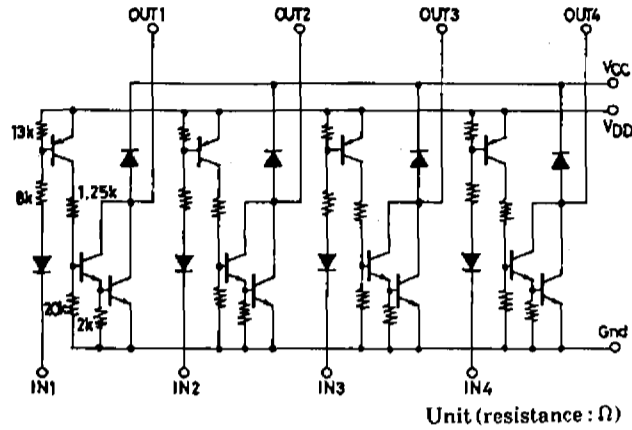 OUT1 OUT2 OUT3 OUT4
VCC
VDD
13k
8k 1.25k
20k 2k
Gnd
IN1 IN2 IN3 IN4
Unit (resistance : Ω)